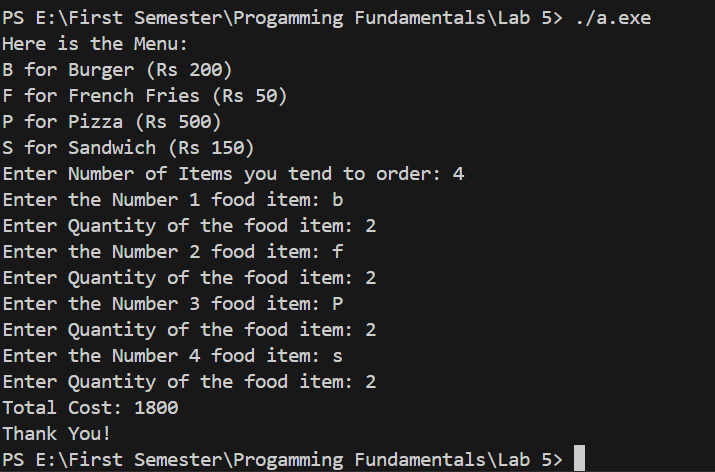 PS E:\First Semester\Progamming Fundamentals\Lab 5> ./a.exe
Here is the Menu:
B for Burger (Rs 200)
F for French Fries (Rs 50)
P for Pizza (Rs 500)
S for Sandwich (Rs 150)
Enter Number of Items you tend to order: 4
Enter the Number 1 food item: b
Enter Quantity of the food item: 2
Enter the Number 2 food item: f
Enter Quantity of the food item: 2
Enter the Number 3 food item: P
Enter Quantity of the food item: 2
Enter the Number 4 food item: s
Enter Quantity of the food item: 2
Total Cost: 1800
Thank You!
PS E:\First Semester\Progamming Fundamentals\Lab 5>